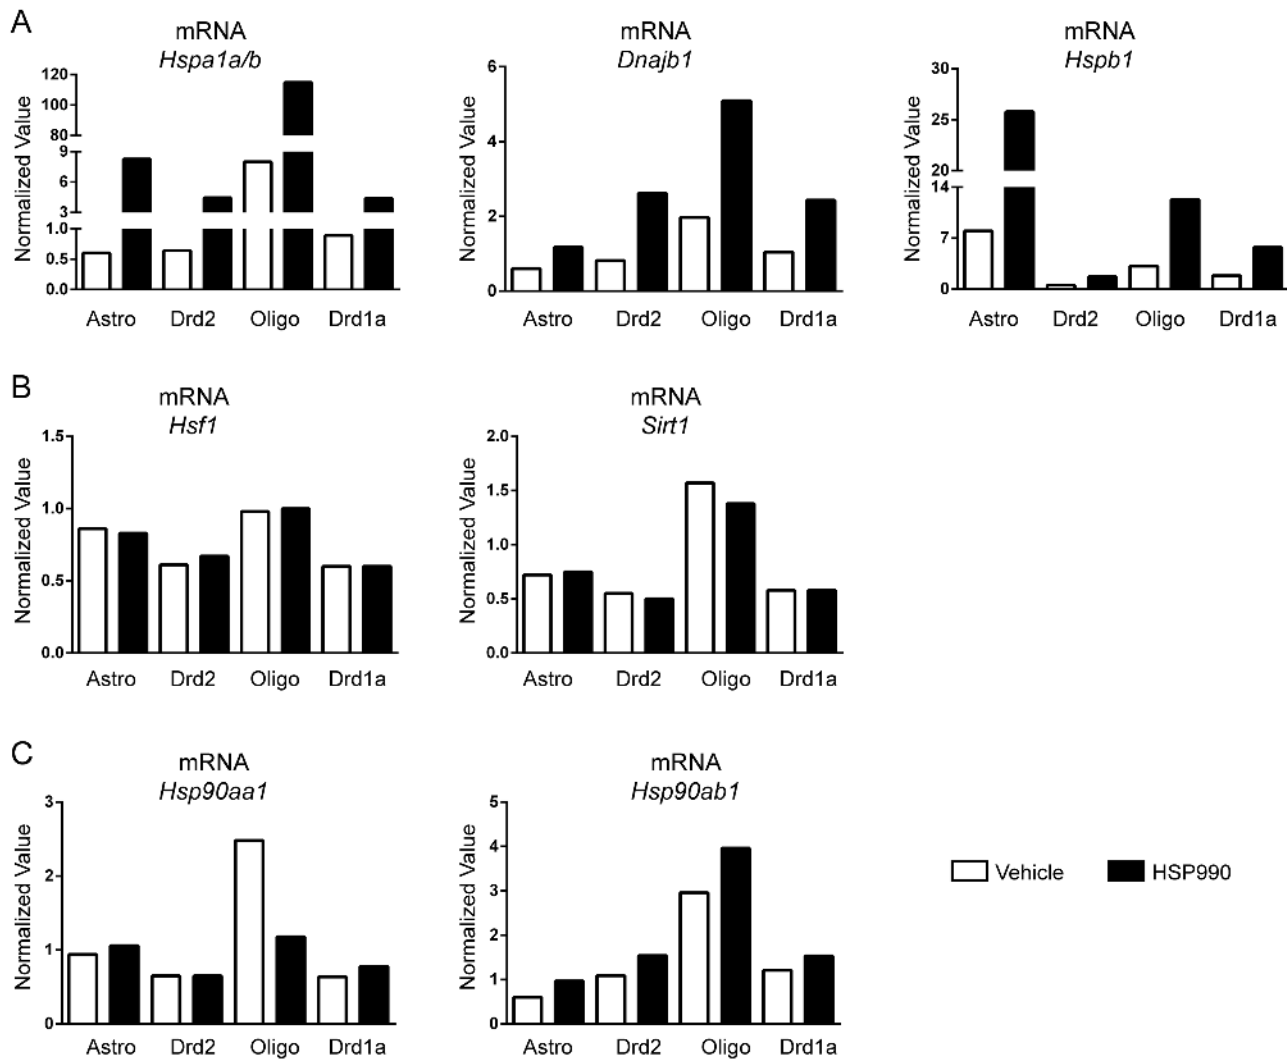 A
mRNA
Hspa1a/b
Normalized Value
120
100
80
9
6
3
1.0
0.5
0.0
Astro Drd2 Oligo Drd1a
mRNA
Dnajb1
Normalized Value
6
4
2
0
Astro Drd2 Oligo Drd1a
mRNA
Hspb1
Normalized Value
30
25
20
14
7
0
Astro Drd2 Oligo Drd1a
B
mRNA
Hsf1
Normalized Value
1.5
1.0
0.5
0.0
Astro Drd2 Oligo Drd1a
mRNA
Sirt1
Normalized Value
2.0
1.5
1.0
0.5
0.0
Astro Drd2 Oligo Drd1a
C
mRNA
Hsp90aa1
Normalized Value
3
2
1
0
Astro Drd2 Oligo Drd1a
mRNA
Hsp90ab1
Normalized Value
5
4
3
2
1
0
Astro Drd2 Oligo Drd1a
Vehicle HSP990